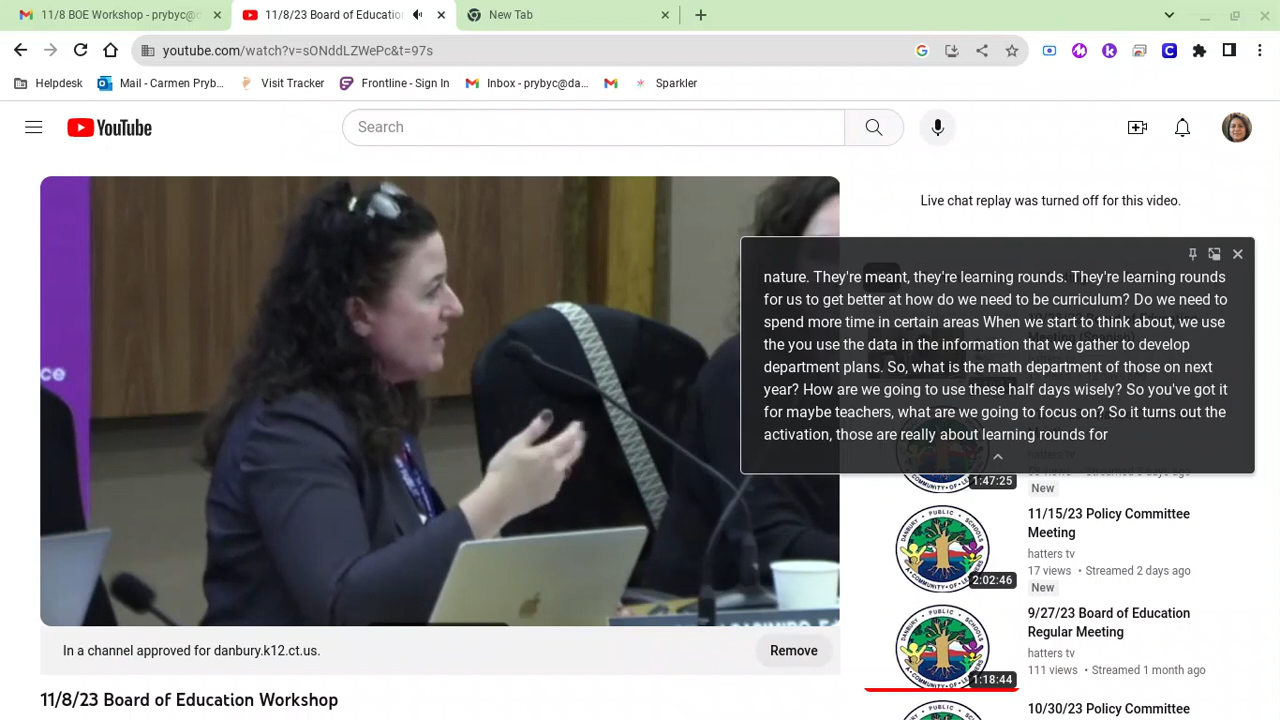 11/8 BOE Workshop - prybyc@d
11/8/23 Board of Education
New Tab
youtube.com/watch?v=sONddLZWePc&t=97s
Helpdesk
Mail - Carmen Pryb...
Visit Tracker
Frontline - Sign In
Inbox - prybyc@da...
Sparkler
YouTube
Search
Live chat replay was turned off for this video.
nature. They're meant, they're learning rounds. They're learning rounds
for us to get better at how do we need to be curriculum? Do we need to
spend more time in certain areas When we start to think about, we use
the you use the data in the information that we gather to develop
department plans. So, what is the math department of those on next
year? How are we going to use these half days wisely? So you've got it
for maybe teachers, what are we going to focus on? So it turns out the
activation, those are really about learning rounds for
ce
1:47:25
New
11/15/23 Policy Committee
Meeting
hatters tv
17 views • Streamed 2 days ago
New
2:02:46
9/27/23 Board of Education
Regular Meeting
hatters tv
111 views • Streamed 1 month ago
1:18:44
10/30/23 Policy Committee
In a channel approved for danbury.k12.ct.us.
Remove
11/8/23 Board of Education Workshop